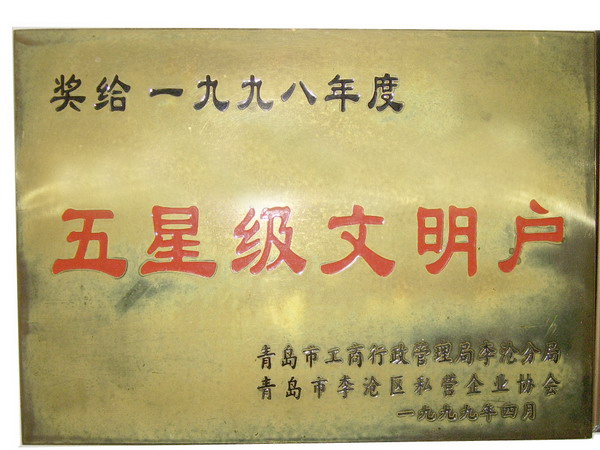 奖给 一九九八年度
五星级文明户
青岛市工商行政管理局李沧分局
青岛市李沧区私营企业协会
一九九九年四月